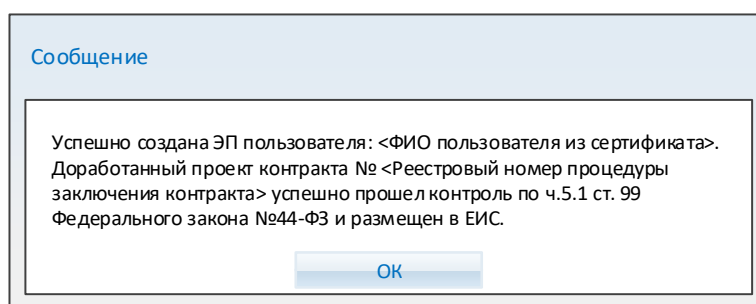 Сообщение
Успешно создана ЭП пользователя: <ФИО пользователя из сертификата>.
Доработанный проект контракта № <Реестровый номер процедуры
заключения контракта> успешно прошел контроль по ч.5.1 ст. 99
Федерального закона №44-ФЗ и размещен в ЕИС.
ОК